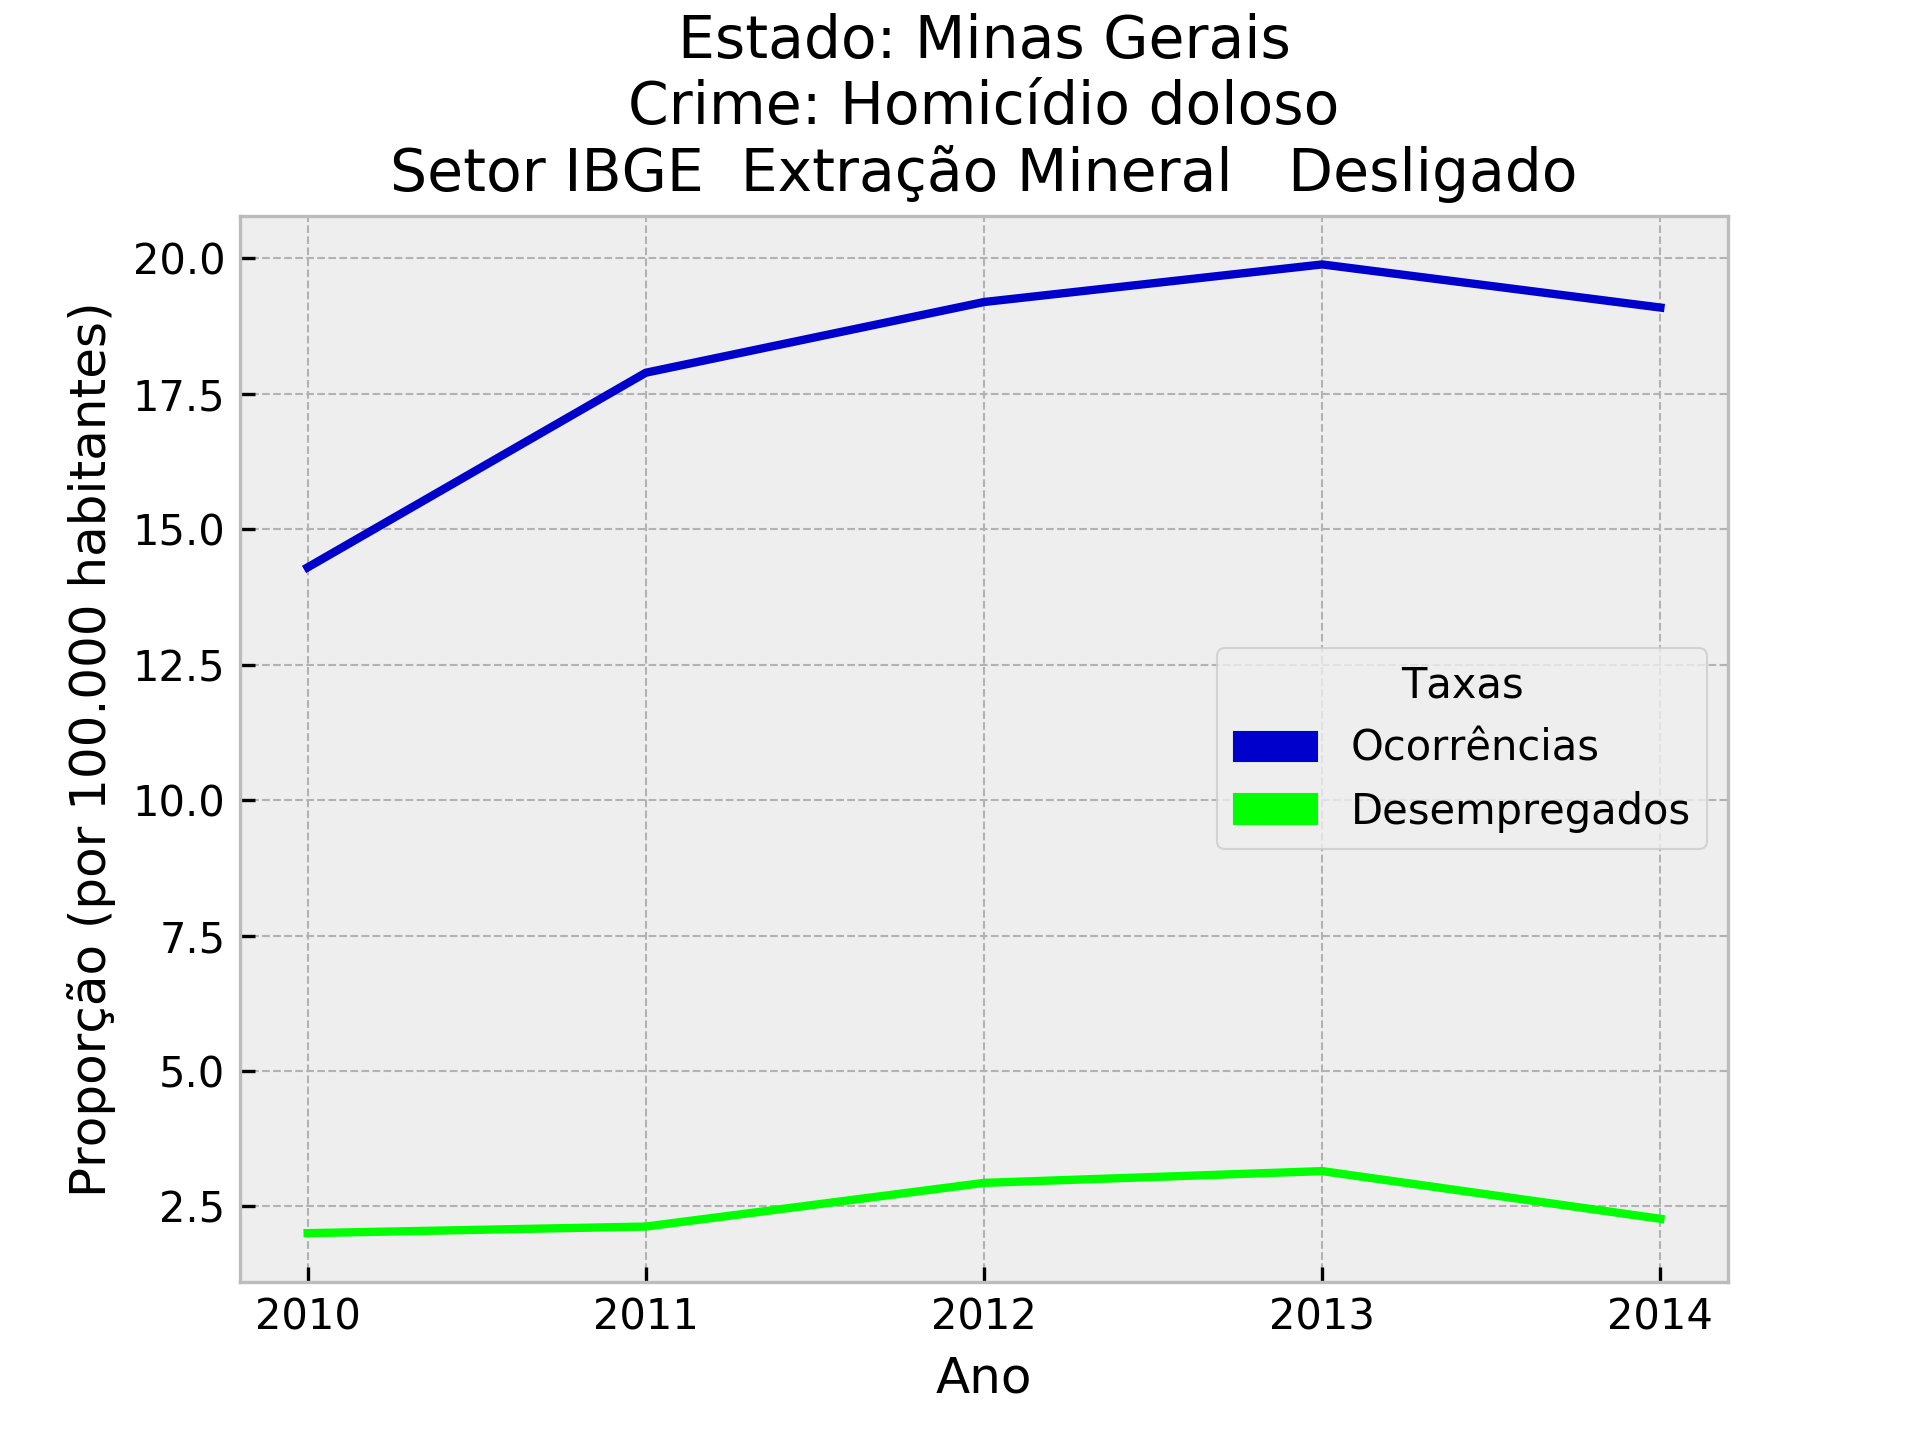 Estado: Minas Gerais
Crime: Homicídio doloso
Setor IBGE  Extração Mineral   Desligado
Proporção (por 100.000 habitantes)
20.0
17.5
15.0
12.5
10.0
7.5
5.0
2.5
Taxas
Ocorrências
Desempregados
2010 2011 2012 2013 2014
Ano